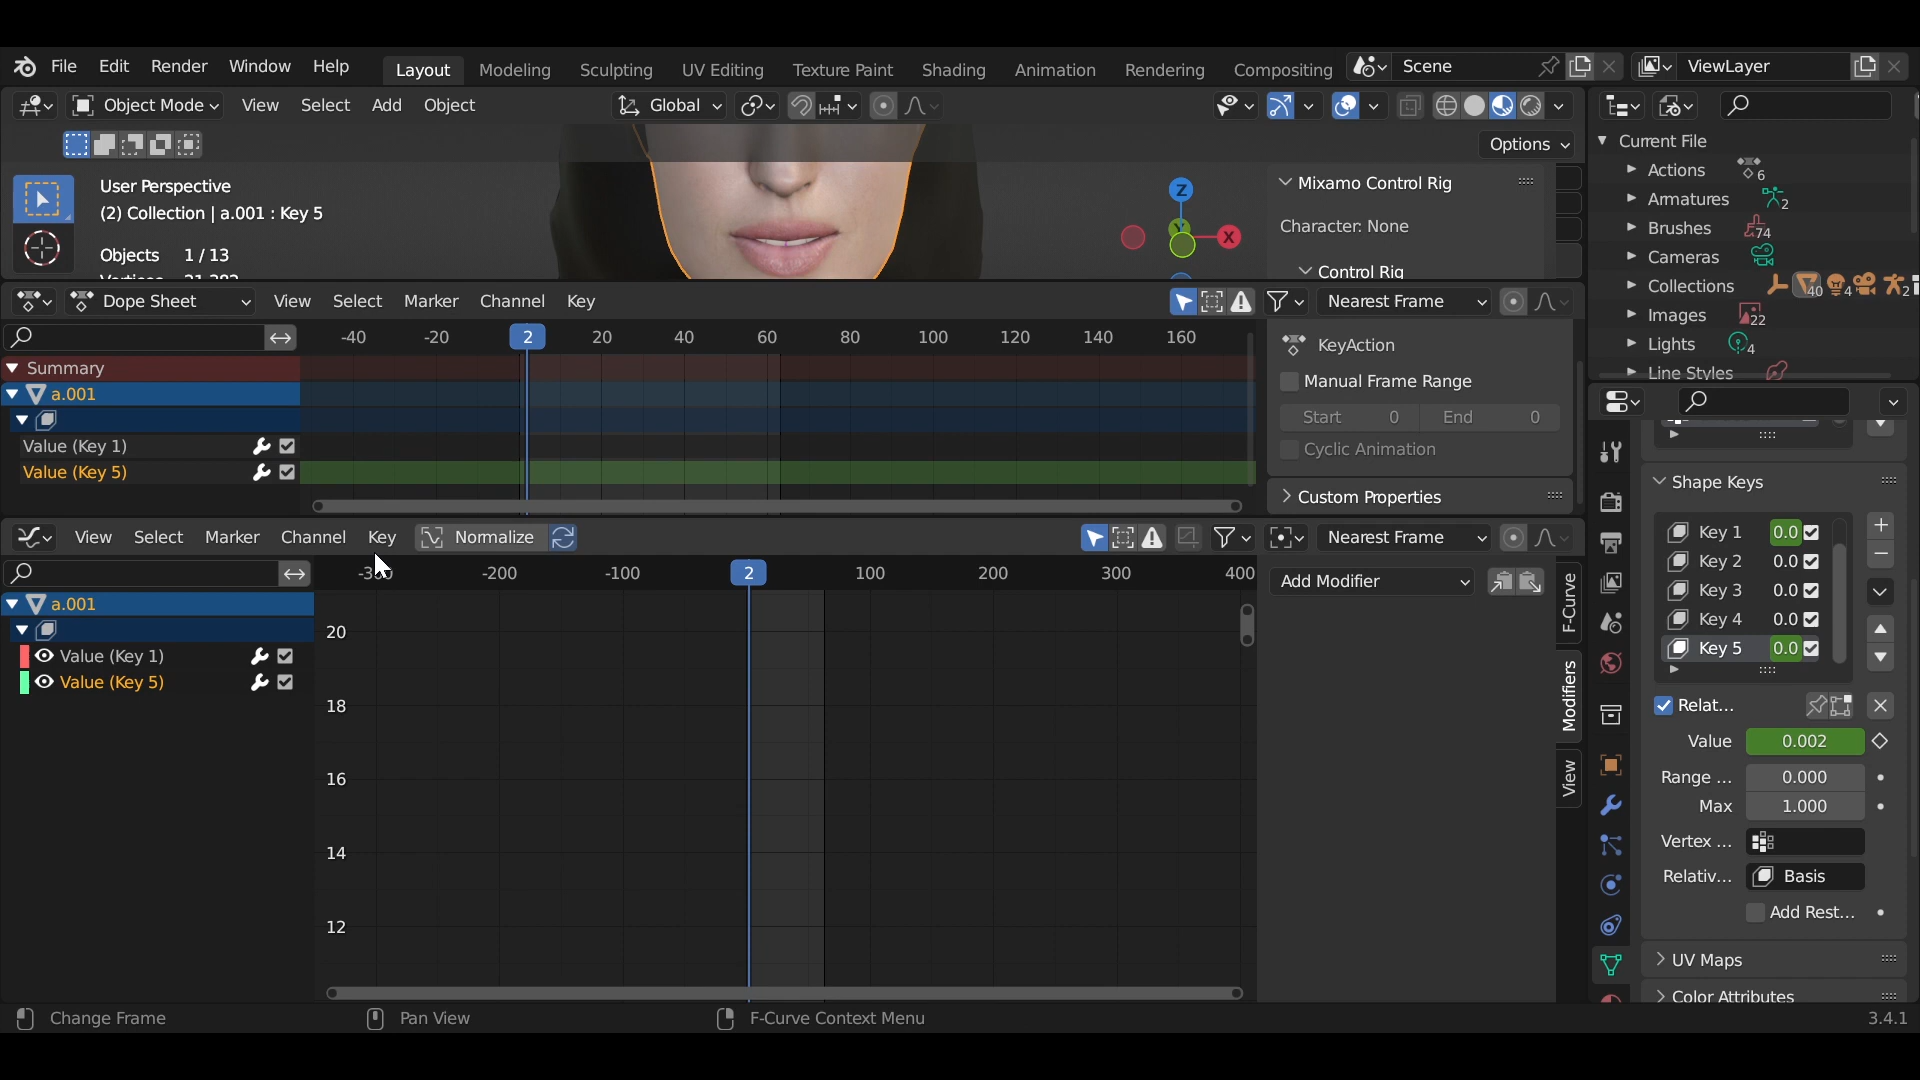 File Edit Render Window Help Layout Modeling Sculpting UV Editing Texture Paint Shading Animation Rendering Compositing Scene ViewLayer
Object Mode View Select Add Object Global
Options
User Perspective
(2) Collection | a.001 : Key 5
Objects 1 / 13
Z
X
Mixamo Control Rig
Character: None
Control Rig
Current File
Actions 6
Armatures 2
Brushes 74
Cameras
Collections 40 4 2
Images 22
Lights 4
Line Styles
Dope Sheet View Select Marker Channel Key Nearest Frame
-40 -20 2 20 40 60 80 100 120 140 160
Summary
a.001
Value (Key 1)
Value (Key 5)
KeyAction
Manual Frame Range
Start 0 End 0
Cyclic Animation
Custom Properties
View Select Marker Channel Key Normalize Nearest Frame
-200 -100 2 100 200 300 400
a.001
Value (Key 1)
Value (Key 5)
20
18
16
14
12
Add Modifier
F-Curve
Modifiers
View
Shape Keys
Key 1 0.0
Key 2 0.0
Key 3 0.0
Key 4 0.0
Key 5 0.0
Relat...
Value 0.002
Range ... 0.000
Max 1.000
Vertex ...
Relativ... Basis
Add Rest...
UV Maps
Color Attributes
Change Frame Pan View F-Curve Context Menu 3.4.1